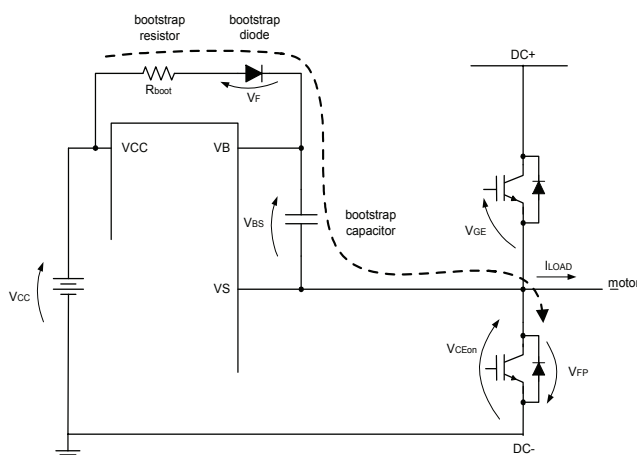 bootstrap
resistor
bootstrap
diode
DC+
Rboot
VF
VCC
VB
VBS
bootstrap
capacitor
VGE
ILOAD
VCC
VS
motor
VCEon
VFP
DC-